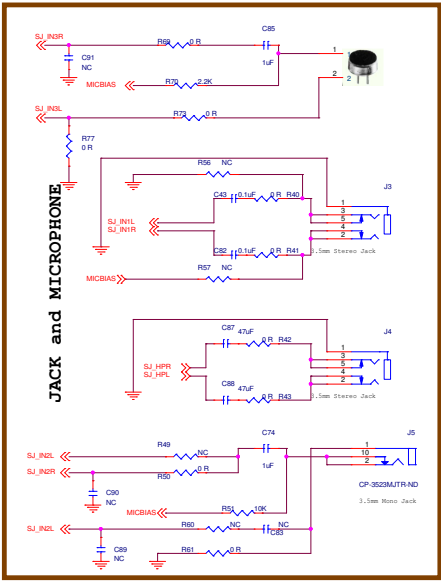 SJ_IN3R
R69
0 R
C85
1uF
C91
NC
1
2
1
2
MICBIAS
R70
2.2K
SJ_IN3L
R73
0 R
R77
0 R
JACK and MICROPHONE
R56
NC
J3
C43
0.1uF
0 R
R40
1
3
5
4
2
SJ_IN1L
SJ_IN1R
C82
0.1uF
0 R
R41
3.5mm Stereo Jack
MICBIAS
R57
NC
C87
47uF
0 R
R42
J4
1
3
5
4
2
SJ_HPR
SJ_HPL
C88
47uF
0 R
R43
3.5mm Stereo Jack
R49
NC
C74
1uF
J5
1
10
2
SJ_IN2L
SJ_IN2R
R50
0 R
CP-3523MJTR-ND
3.5mm Mono Jack
C90
NC
MICBIAS
R51
10K
SJ_IN2L
R60
NC
NC
C83
C89
NC
R61
0 R